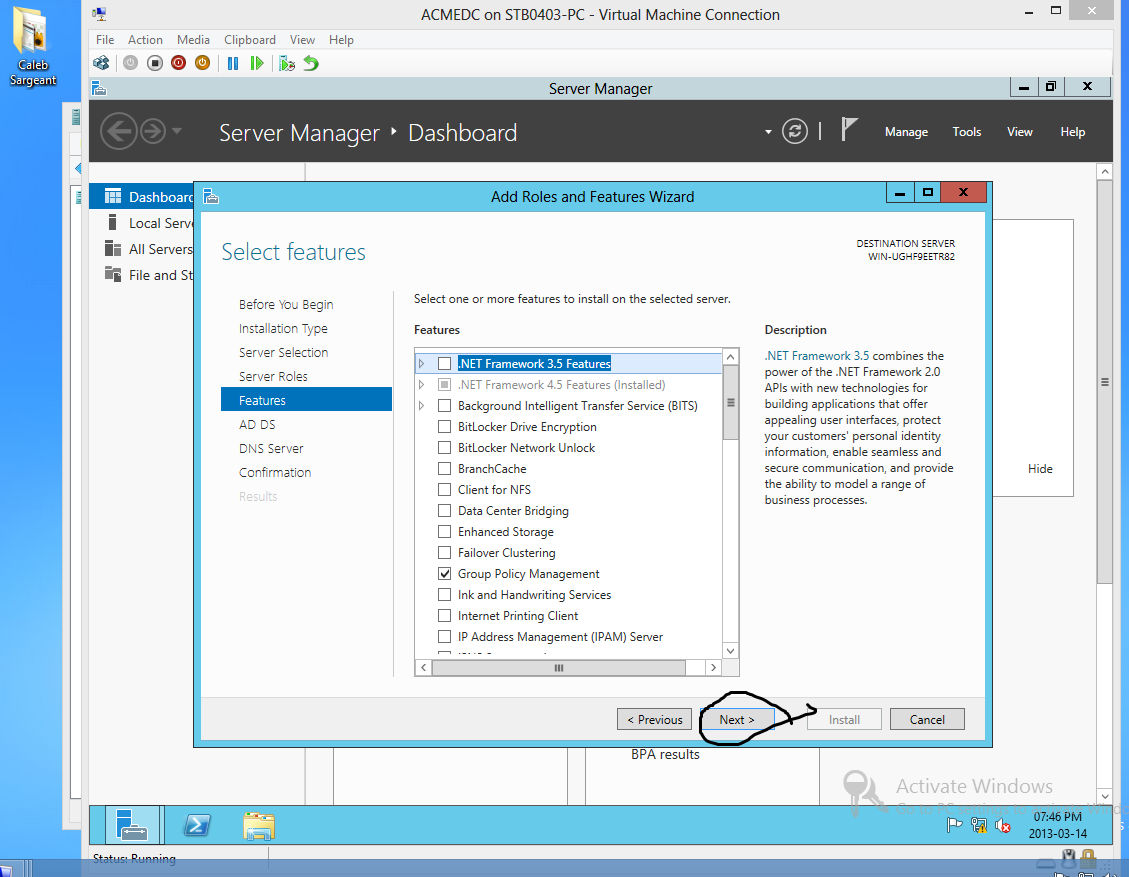 ACMEDC on STB0403-PC - Virtual Machine Connection
Caleb
Sargeant
File Action Media Clipboard View Help
Server Manager
Server Manager Dashboard
Manage Tools View Help
Dashboard
Local Serve
All Servers
File and St
Add Roles and Features Wizard
Select features
DESTINATION SERVER
WIN-UGHF9EETR82
Before You Begin
Installation Type
Server Selection
Server Roles
Features
AD DS
DNS Server
Confirmation
Results
Select one or more features to install on the selected server.
Features
.NET Framework 3.5 Features
.NET Framework 4.5 Features (Installed)
Background Intelligent Transfer Service (BITS)
BitLocker Drive Encryption
BitLocker Network Unlock
BranchCache
Client for NFS
Data Center Bridging
Enhanced Storage
Failover Clustering
Group Policy Management
Ink and Handwriting Services
Internet Printing Client
IP Address Management (IPAM) Server
Description
.NET Framework 3.5 combines the
power of the .NET Framework 2.0
APIs with new technologies for
building applications that offer
appealing user interfaces, protect
your customers' personal identity
information, enable seamless and
secure communication, and provide
the ability to model a range of
business processes.
Hide
< Previous Next > Install Cancel
BPA results
Activate Windows
07:46 PM
2013-03-14
Status: Running